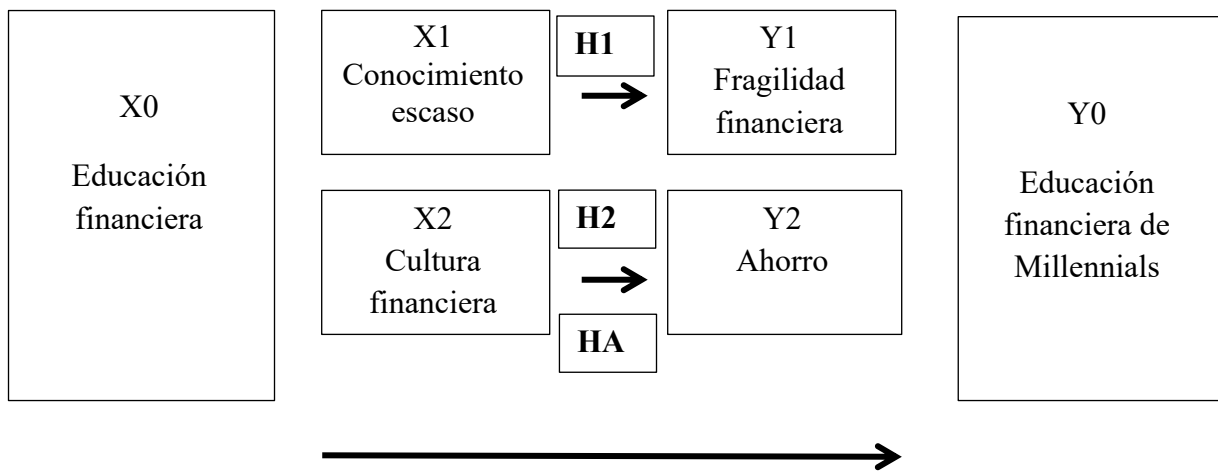 X0
Educación
financiera
X1
Conocimiento
escaso
H1
Y1
Fragilidad
financiera
X2
Cultura
financiera
H2
HA
Y2
Ahorro
Y0
Educación
financiera de
Millennials